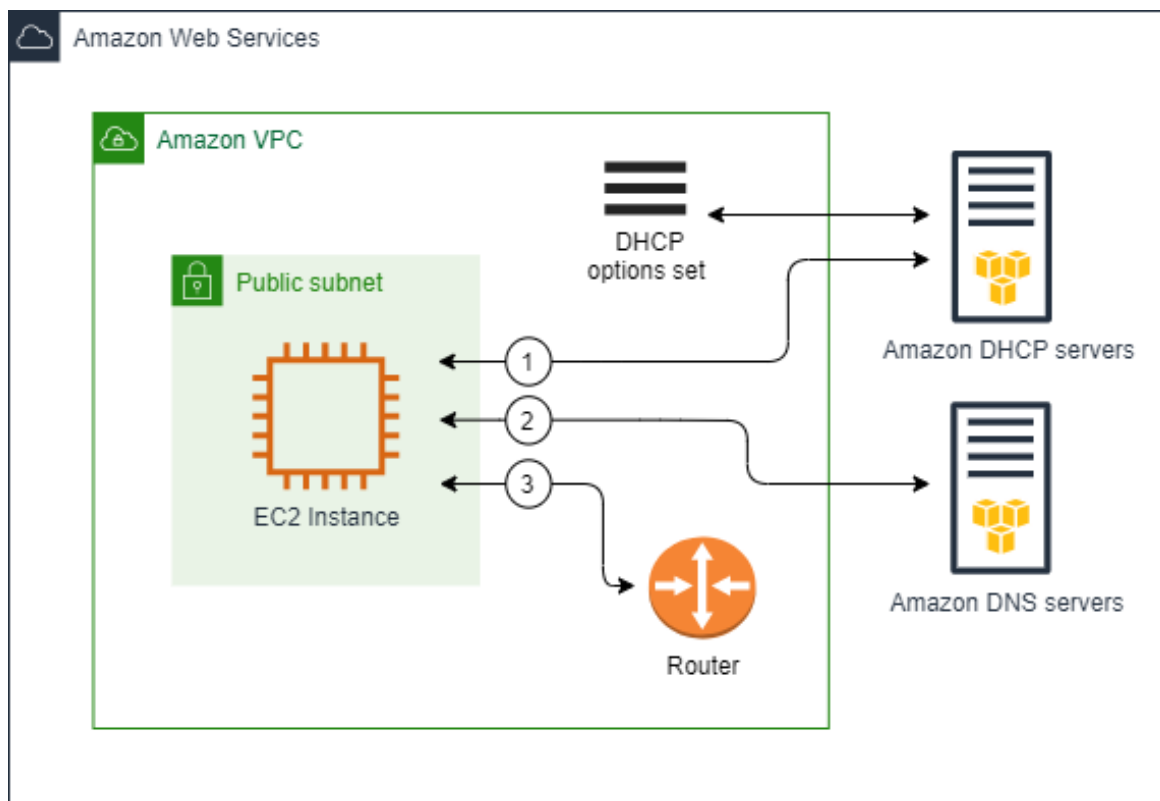 Amazon Web Services
Amazon VPC
DHCP
options set
Public subnet
1
Amazon DHCP servers
2
3
EC2 Instance
Amazon DNS servers
Router